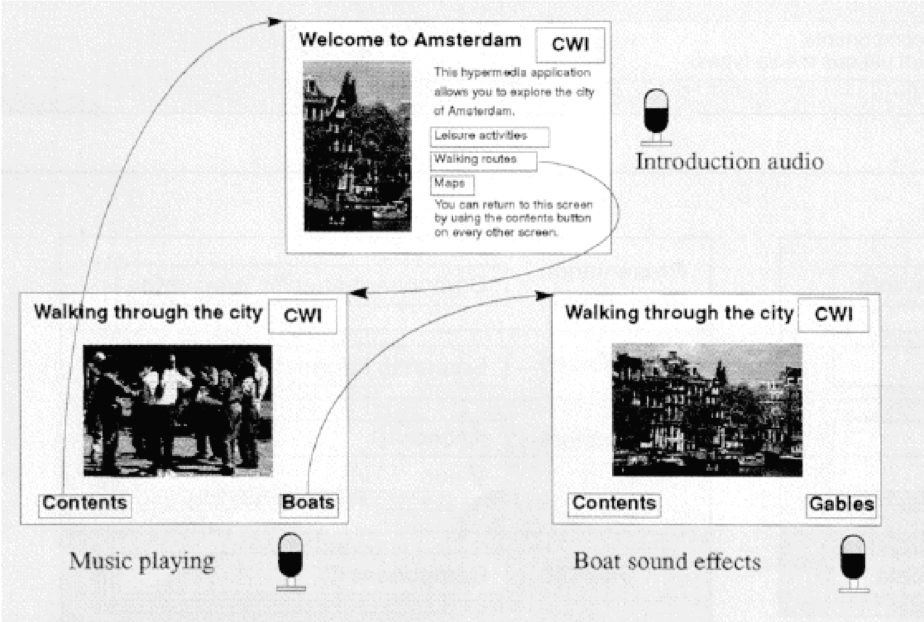 Welcome to Amsterdam
CWI
This hypermedia application
allows you to explore the city
of Amsterdam.
Leisure activities
Walking routes
Maps
You can return to this screen
by using the contents button
on every other screen.
Introduction audio
Walking through the city
CWI
Contents
Boats
Music playing
Walking through the city
CWI
Contents
Gables
Boat sound effects